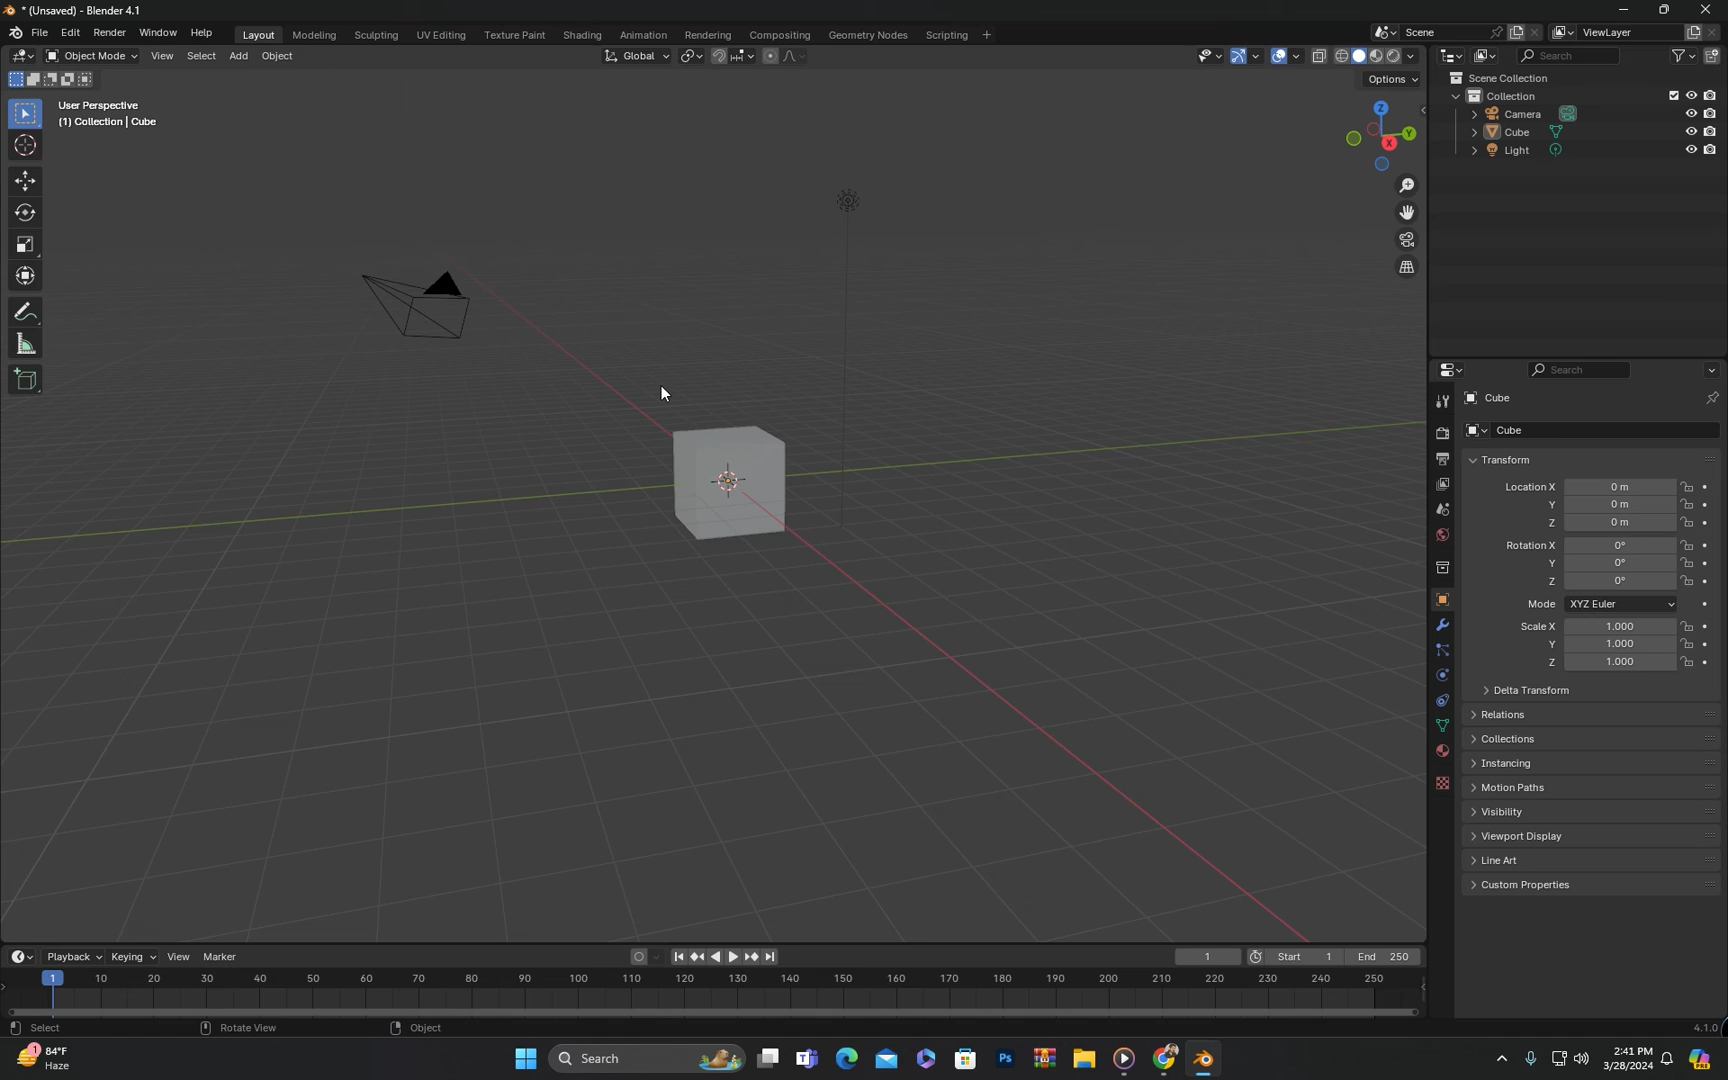 * (Unsaved) - Blender 4.1
File Edit Render Window Help Layout Modeling Sculpting UV Editing Texture Paint Shading Animation Rendering Compositing Geometry Nodes Scripting + Scene ViewLayer
Object Mode View Select Add Object Global Search
Options
User Perspective
(1) Collection | Cube
Z
Y
X
Scene Collection
Collection
Camera
Cube
Light
Search
Cube
Cube
Transform
Location X 0 m
Y 0 m
Z 0 m
Rotation X 0°
Y 0°
Z 0°
Mode XYZ Euler
Scale X 1.000
Y 1.000
Z 1.000
Delta Transform
Relations
Collections
Instancing
Motion Paths
Visibility
Viewport Display
Line Art
Custom Properties
Playback Keying View Marker 1 Start 1 End 250
1 10 20 30 40 50 60 70 80 90 100 110 120 130 140 150 160 170 180 190 200 210 220 230 240 250
Select Rotate View Object 4.1.0
1 84°F
Haze
Search
Ps
PRE
2:41 PM
3/28/2024